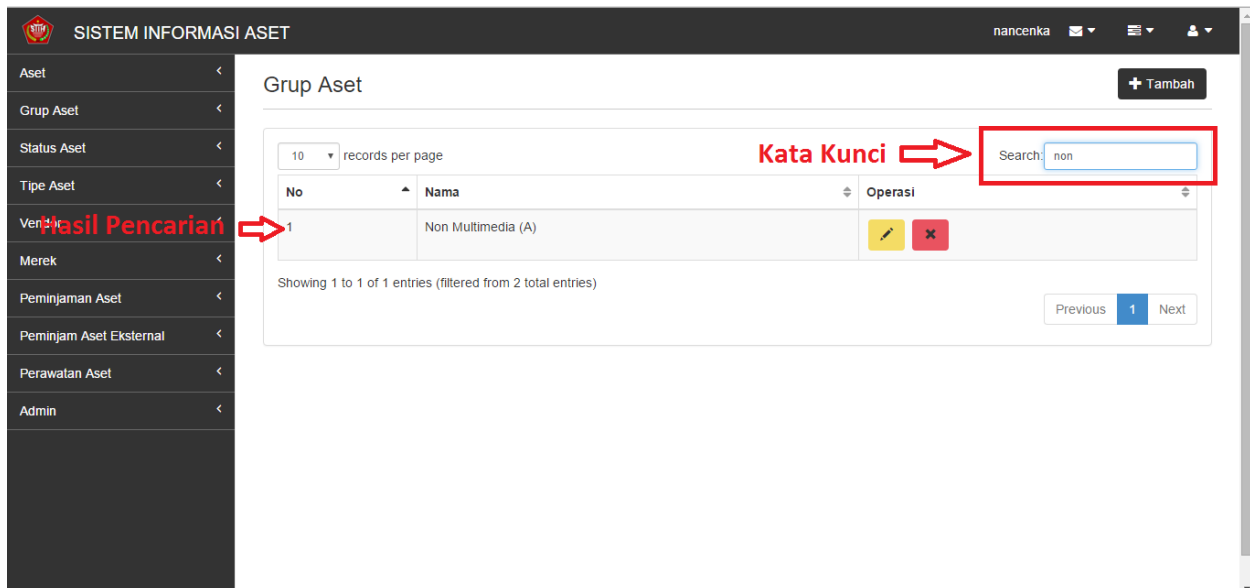 SISTEM INFORMASI ASET
nancenka
Aset
Grup Aset
Status Aset
Tipe Aset
Vendor
Merek
Peminjaman Aset
Peminjam Aset Eksternal
Perawatan Aset
Admin
Grup Aset
Tambah
10 records per page
Kata Kunci
Search: non
No Nama Operasi
Hasil Pencarian
1 Non Multimedia (A)
Showing 1 to 1 of 1 entries (filtered from 2 total entries)
Previous 1 Next